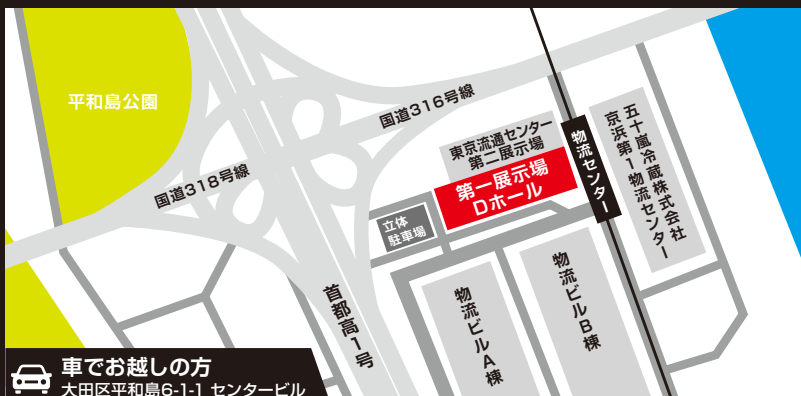 平和島公園
国道316号線
国道318号線
東京流通センター
第二展示場
第一展示場
Dホール
立体
駐車場
物流センター
五十嵐冷蔵株式会社
京浜第1物流センター
首都高1号
物流ビルA棟
物流ビルB棟
車でお越しの方
大田区平和島6-1-1 センタービル